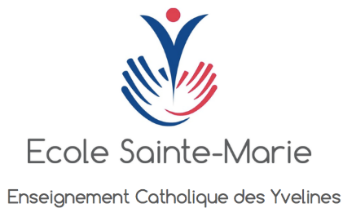 Ecole Sainte-Marie
Enseignement Catholique des Yvelines